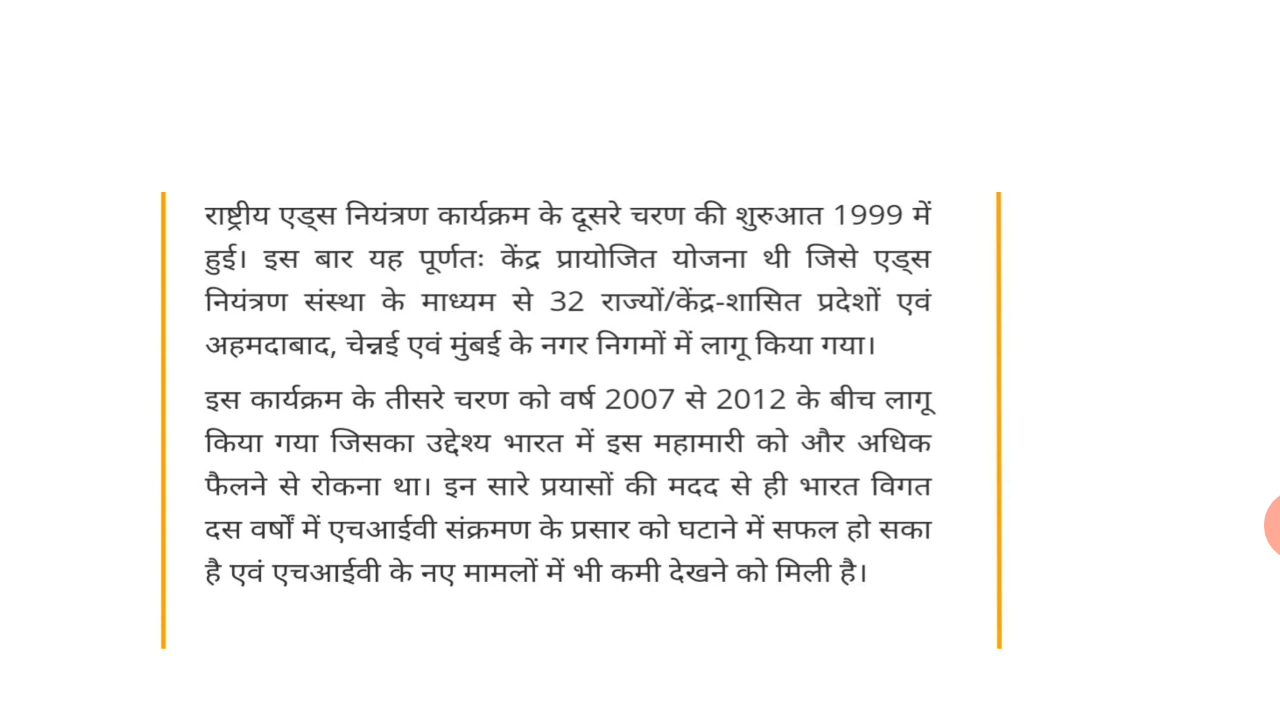 राष्ट्रीय एड्स नियंत्रण कार्यक्रम के दूसरे चरण की शुरुआत 1999 में
हुई। इस बार यह पूर्णतः केंद्र प्रायोजित योजना थी जिसे एड्स
नियंत्रण संस्था के माध्यम से 32 राज्यों/केंद्र-शासित प्रदेशों एवं
अहमदाबाद, चेन्नई एवं मुंबई के नगर निगमों में लागू किया गया।
इस कार्यक्रम के तीसरे चरण को वर्ष 2007 से 2012 के बीच लागू
किया गया जिसका उद्देश्य भारत में इस महामारी को और अधिक
फैलने से रोकना था। इन सारे प्रयासों की मदद से ही भारत विगत
दस वर्षों में एचआईवी संक्रमण के प्रसार को घटाने में सफल हो सका
है एवं एचआईवी के नए मामलों में भी कमी देखने को मिली है।